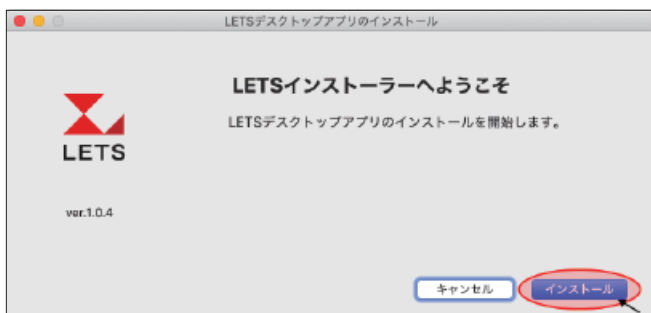 LETSデスクトップアプリのインストール
LETSインストーラーへようこそ
LETSデスクトップアプリのインストールを開始します。
LETS
ver.1.0.4
キャンセル
インストール